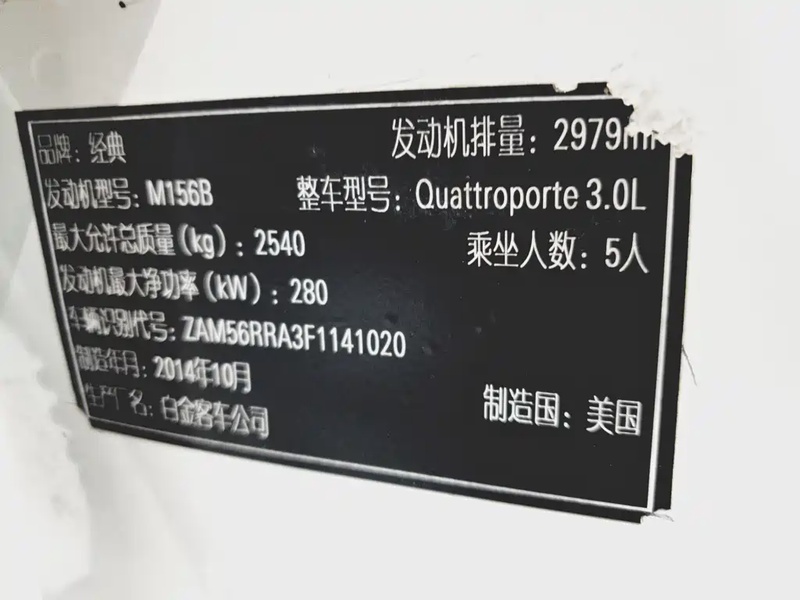 品牌：经典 发动机排量：2979ml
发动机型号：M156B 整车型号：Quattroporte 3.0L
最大允许总质量(kg)：2540 乘坐人数：5人
发动机最大净功率(kW)：280
车辆识别代号：ZAM56RRA3F1141020
制造年月：2014年10月
生产厂名：白金客车公司 制造国：美国